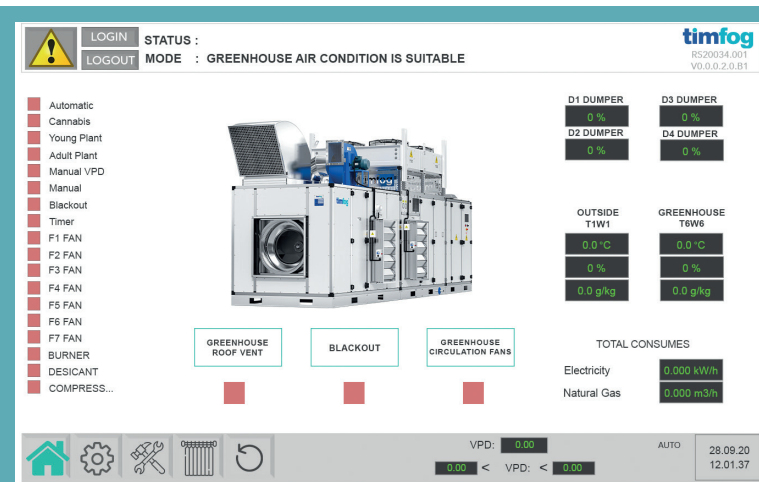 LOGIN
LOGOUT
STATUS :
MODE : GREENHOUSE AIR CONDITION IS SUITABLE
timfog
RS20034.001
V0.0.0.2.0.B1
Automatic
Cannabis
Young Plant
Adult Plant
Manual VPD
Manual
Blackout
Timer
F1 FAN
F2 FAN
F3 FAN
F4 FAN
F5 FAN
F6 FAN
F7 FAN
BURNER
DESICANT
COMPRESS...
timfog
timfog
D1 DUMPER D3 DUMPER
0 % 0 %
D2 DUMPER D4 DUMPER
0 % 0 %
OUTSIDE GREENHOUSE
T1W1 T6W6
0.0 °C 0.0 °C
0 % 0 %
0.0 g/kg 0.0 g/kg
GREENHOUSE
ROOF VENT
BLACKOUT
GREENHOUSE
CIRCULATION FANS
TOTAL CONSUMES
Electricity 0.000 kW/h
Natural Gas 0.000 m3/h
VPD: 0.00
0.00 < VPD: < 0.00
AUTO
28.09.20
12.01.37